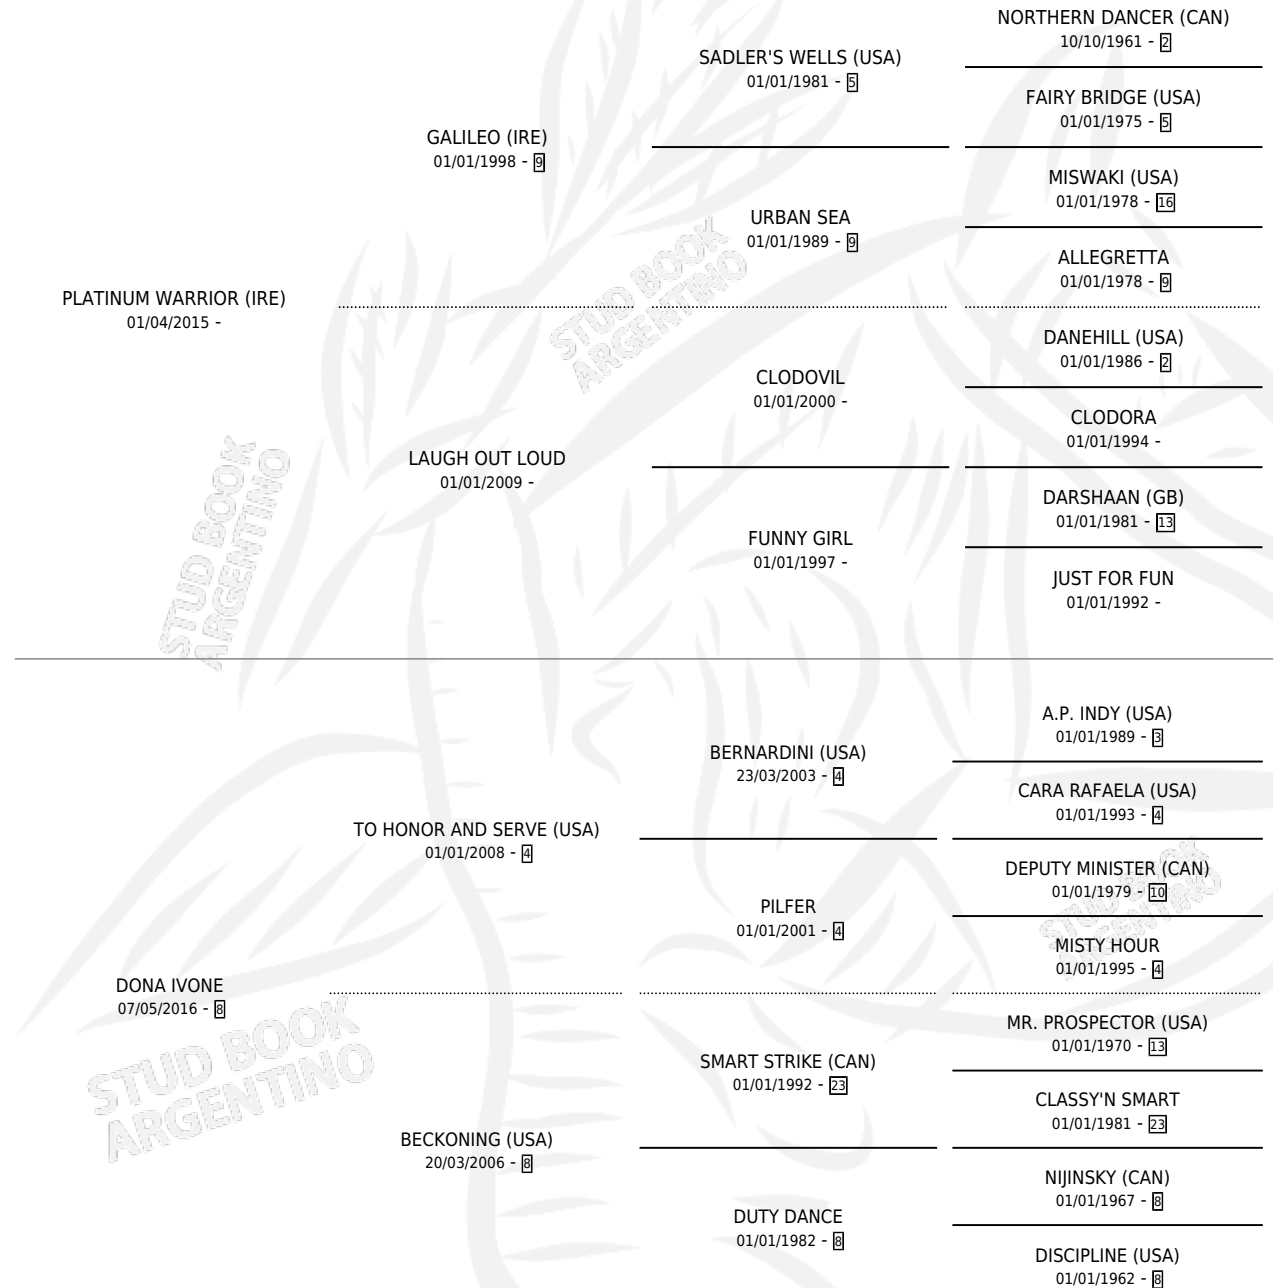 NORTHERN DANCER (CAN)
10/10/1961 - 2
SADLER'S WELLS (USA)
01/01/1981 - 5
FAIRY BRIDGE (USA)
01/01/1975 - 5
GALILEO (IRE)
01/01/1998 - 9
MISWAKI (USA)
01/01/1978 - 16
URBAN SEA
01/01/1989 - 9
ALLEGRETTA
01/01/1978 - 9
PLATINUM WARRIOR (IRE)
01/04/2015 -
DANEHILL (USA)
01/01/1986 - 2
CLODOVIL
01/01/2000 -
CLODORA
01/01/1994 -
LAUGH OUT LOUD
01/01/2009 -
DARSHAAN (GB)
01/01/1981 - 13
FUNNY GIRL
01/01/1997 -
JUST FOR FUN
01/01/1992 -
A.P. INDY (USA)
01/01/1989 - 3
BERNARDINI (USA)
23/03/2003 - 4
CARA RAFAELA (USA)
01/01/1993 - 4
TO HONOR AND SERVE (USA)
01/01/2008 - 4
DEPUTY MINISTER (CAN)
01/01/1979 - 10
PILFER
01/01/2001 - 4
MISTY HOUR
01/01/1995 - 4
DONA IVONE
07/05/2016 - 8
MR. PROSPECTOR (USA)
01/01/1970 - 13
SMART STRIKE (CAN)
01/01/1992 - 23
CLASSY'N SMART
01/01/1981 - 23
BECKONING (USA)
20/03/2006 - 8
NIJINSKY (CAN)
01/01/1967 - 8
DUTY DANCE
01/01/1982 - 8
DISCIPLINE (USA)
01/01/1962 - 8
STUD BOOK
ARGENTINO
STUD BOOK
ARGENTINO
STUD BOOK
ARGENTINO
STUD BOOK
ARGENTINO